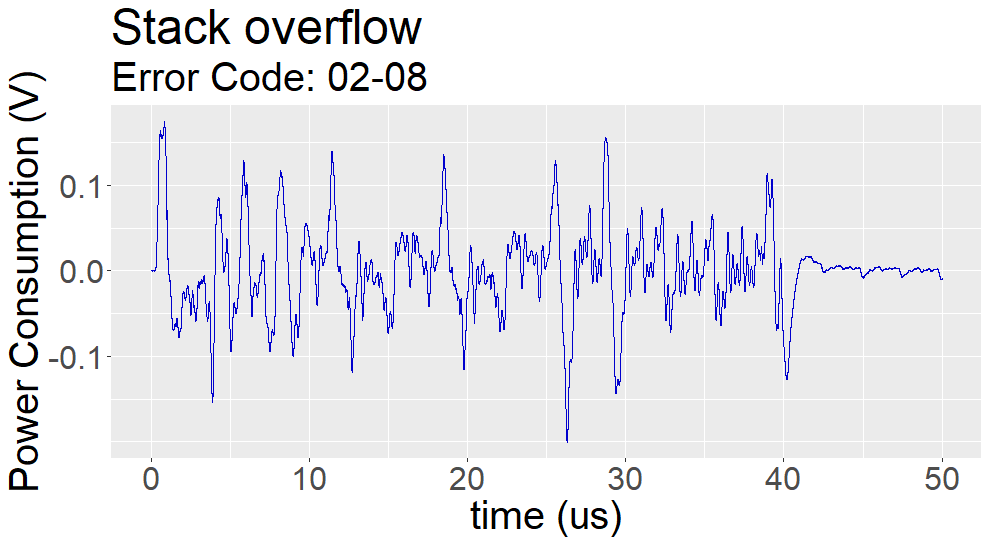 Stack overflow
Error Code: 02-08
Power Consumption (V)
0.1
0.0
-0.1
0 10 20 30 40 50
time (us)